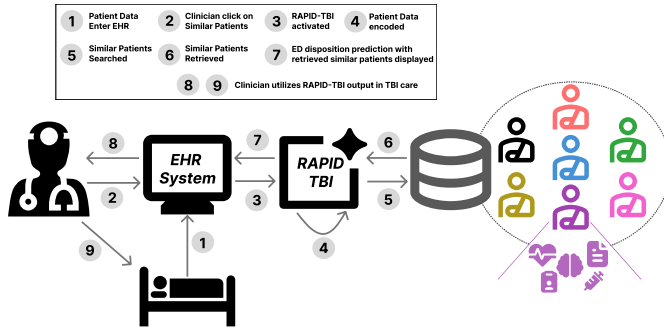 1 Patient Data
Enter EHR
2 Clinician click on
Similar Patients
3 RAPID-TBI
activated
4 Patient Data
encoded
5 Similar Patients
Searched
6 Similar Patients
Retrieved
7 ED disposition prediction with
retrieved similar patients displayed
8 9 Clinician utilizes RAPID-TBI output in TBI care
8
2
9
1
EHR
System
7
3
RAPID
TBI
4
6
5